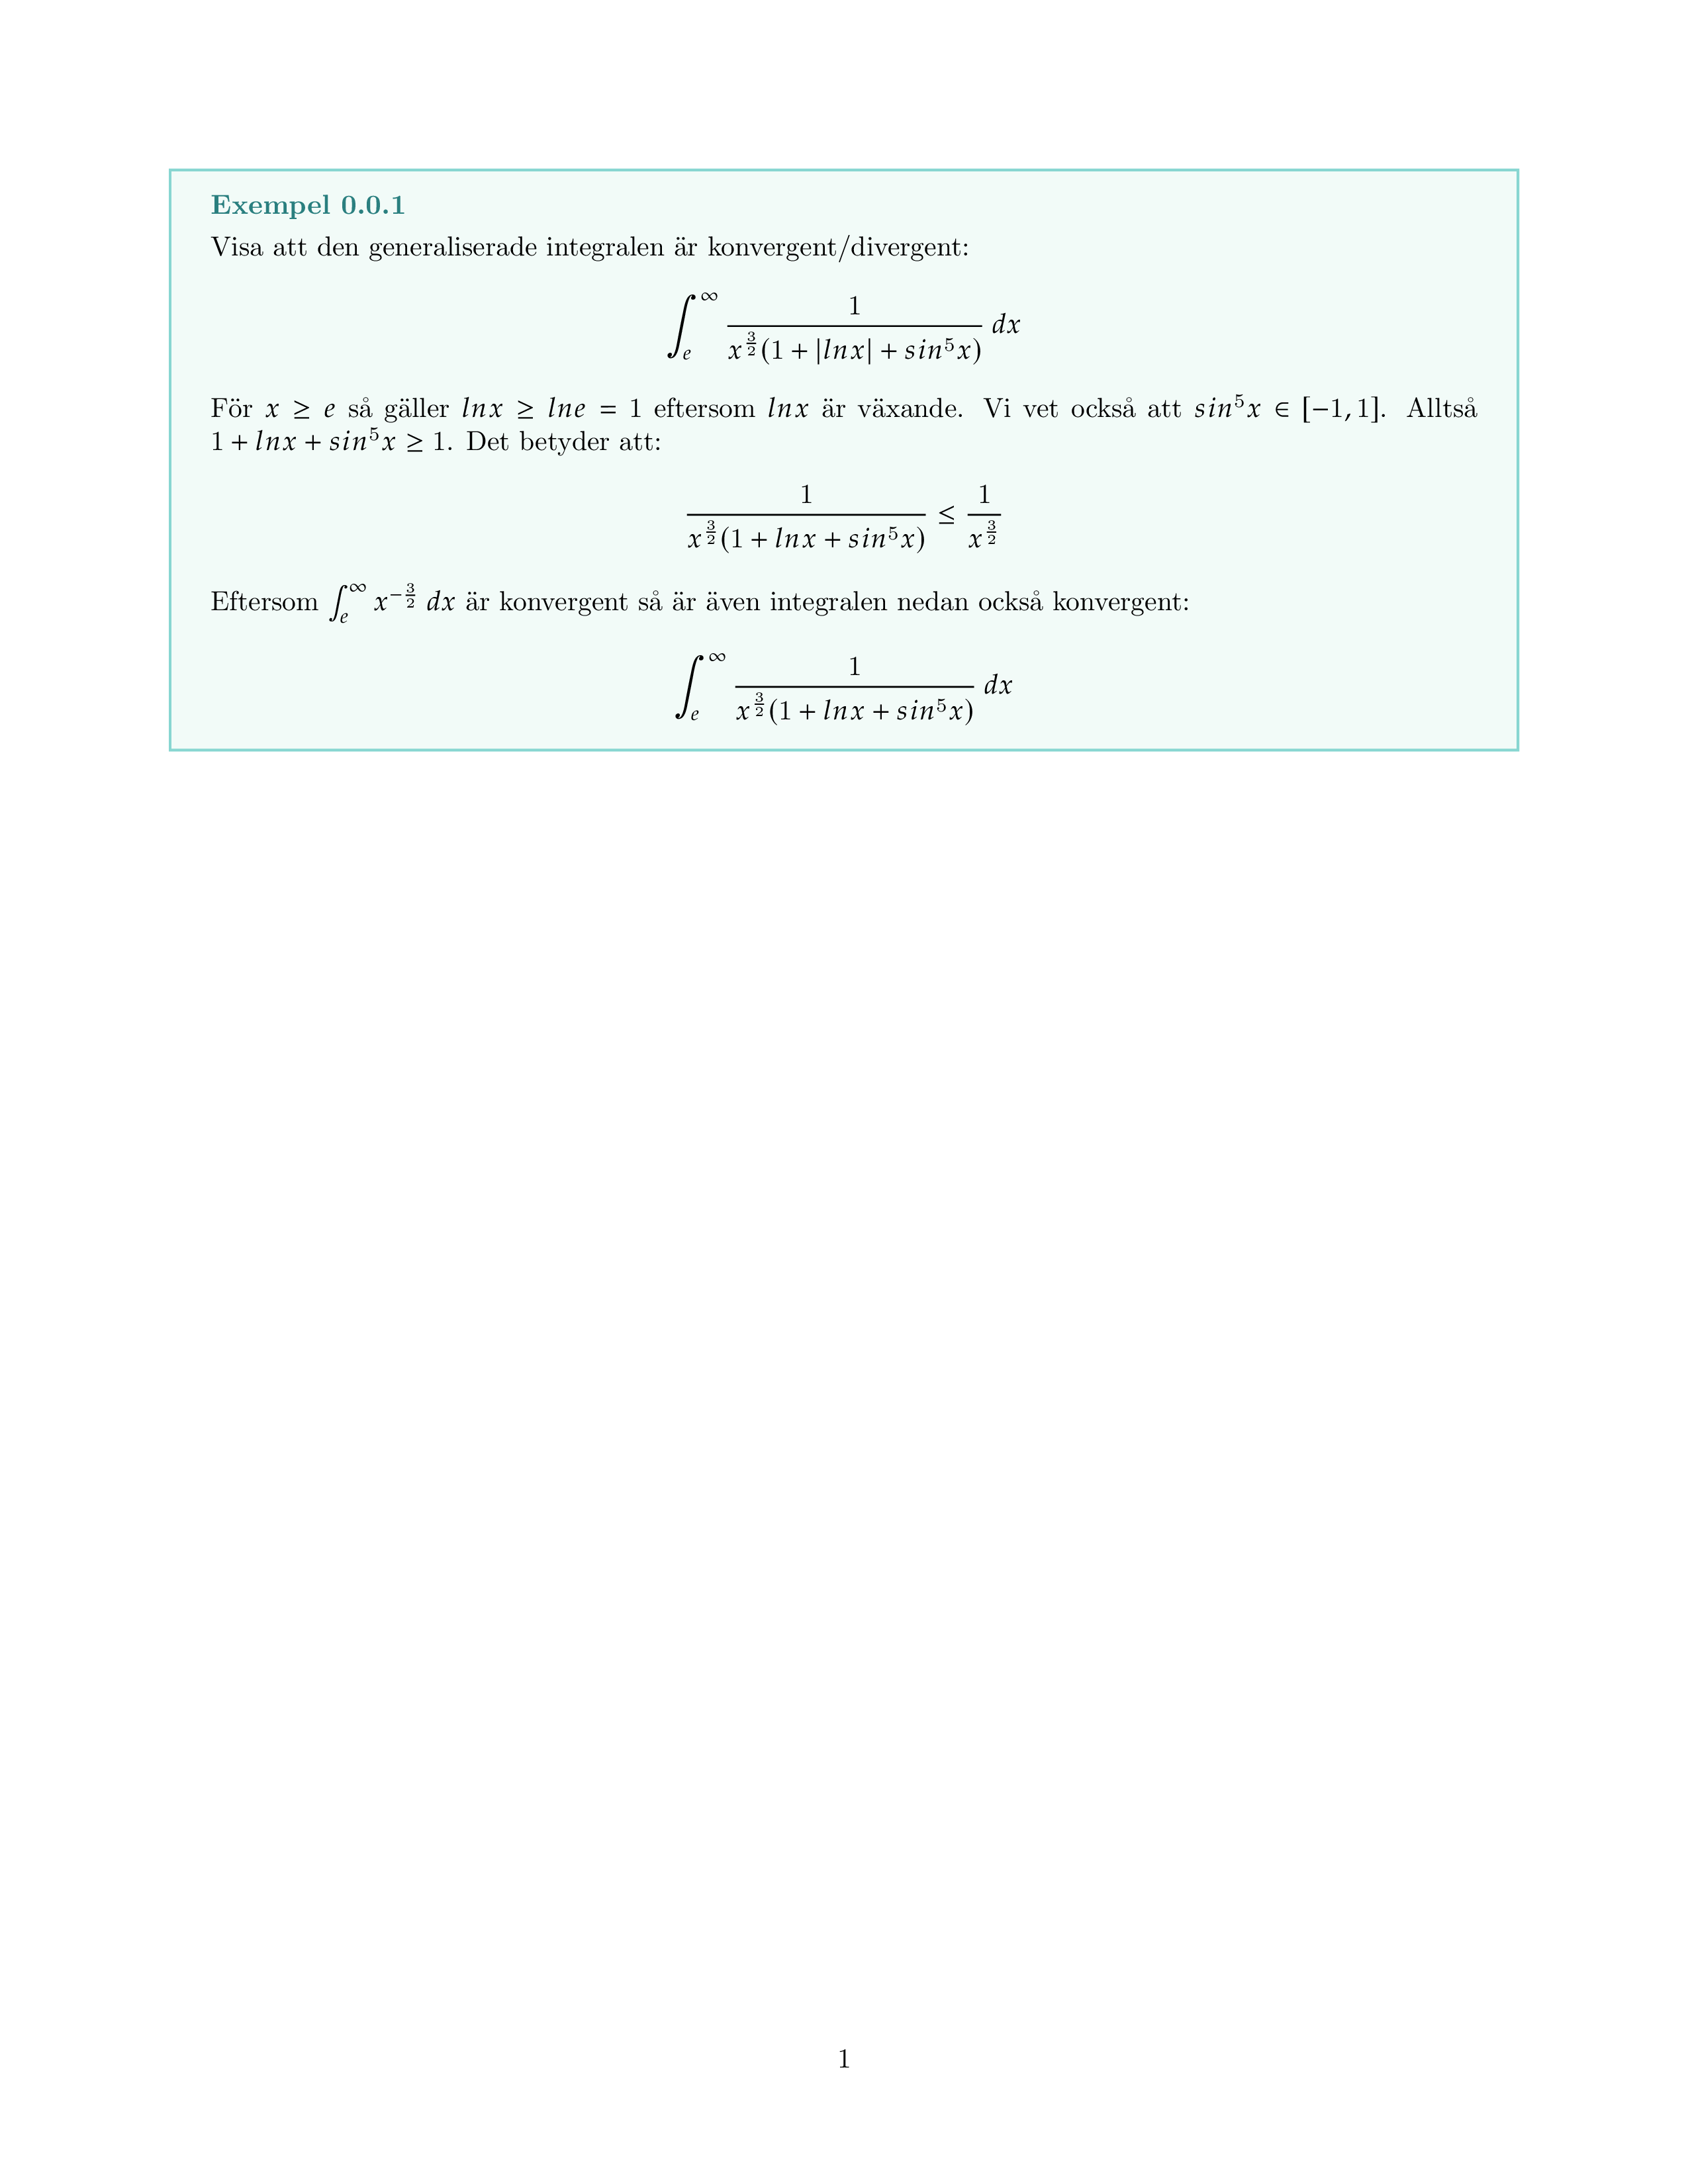 Exempel 0.0.1
Visa att den generaliserade integralen är konvergent/divergent:
$$\int_e^\infty \frac{1}{x^{\frac{3}{2}}(1 + |lnx| + sin^5x)} \, dx$$
För $x \geq e$ så gäller $lnx \geq lne = 1$ eftersom $lnx$ är växande. Vi vet också att $sin^5x \in [-1, 1]$. Alltså
$1 + lnx + sin^5x \geq 1$. Det betyder att:
$$\frac{1}{x^{\frac{3}{2}}(1 + lnx + sin^5x)} \leq \frac{1}{x^{\frac{3}{2}}}$$
Eftersom $\int_e^\infty x^{-\frac{3}{2}} \, dx$ är konvergent så är även integralen nedan också konvergent:
$$\int_e^\infty \frac{1}{x^{\frac{3}{2}}(1 + lnx + sin^5x)} \, dx$$
1